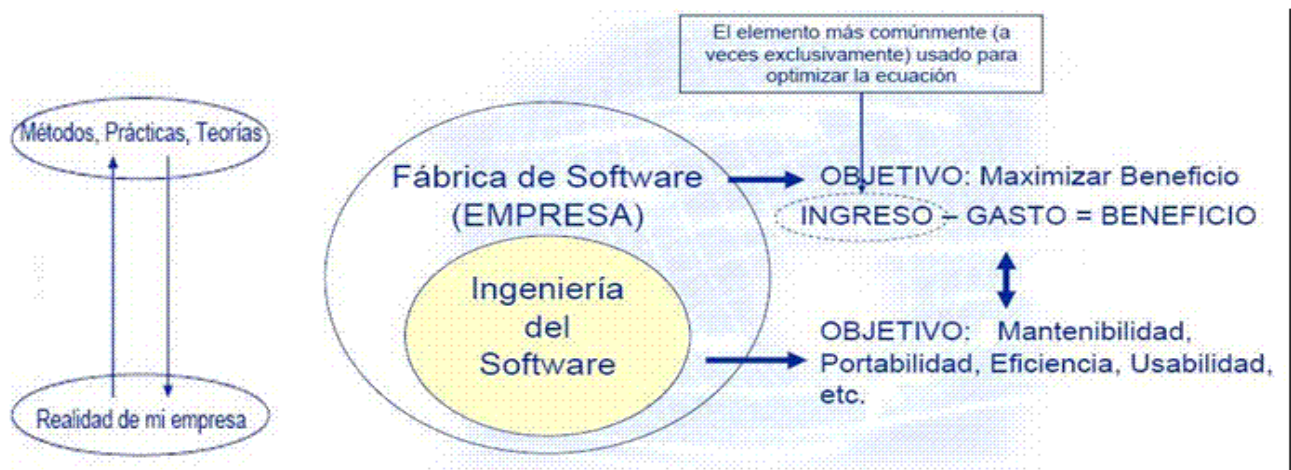 El elemento más comúnmente (a
veces exclusivamente) usado para
optimizar la ecuación
Métodos, Prácticas, Teorías
Realidad de mi empresa
Fábrica de Software
(EMPRESA)
Ingeniería
del
Software
OBJETIVO: Maximizar Beneficio
INGRESO – GASTO = BENEFICIO
OBJETIVO: Mantenibilidad,
Portabilidad, Eficiencia, Usabilidad,
etc.